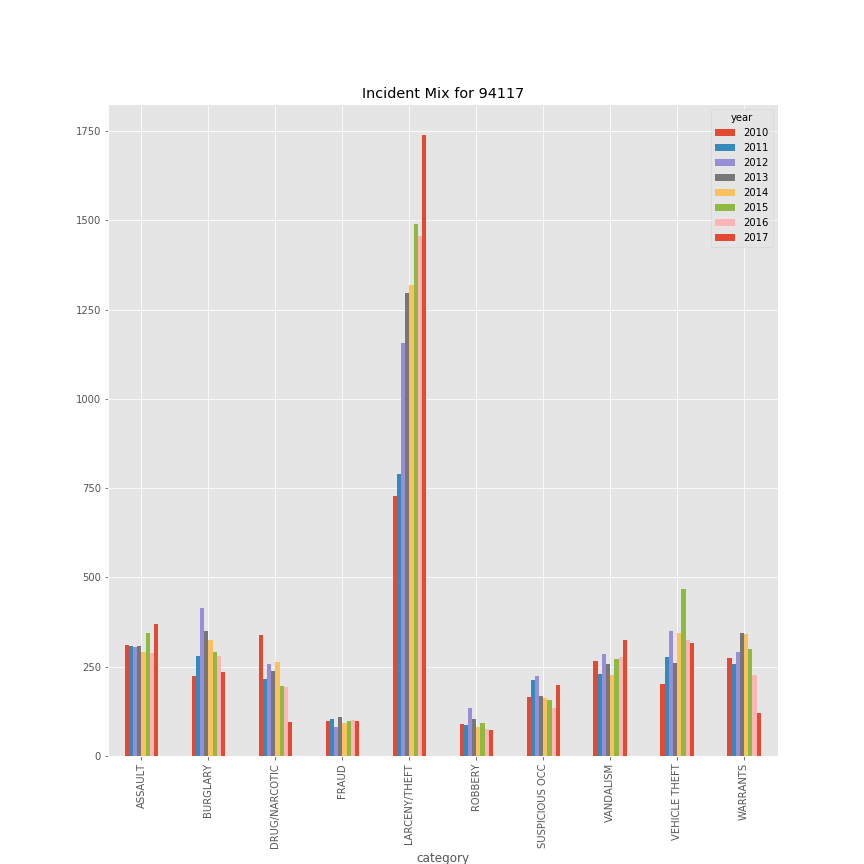 Incident Mix for 94117
year
2010
2011
2012
2013
2014
2015
2016
2017
1750
1500
1250
1000
750
500
250
0
ASSAULT
BURGLARY
DRUG/NARCOTIC
FRAUD
LARCENY/THEFT
ROBBERY
SUSPICIOUS OCC
VANDALISM
VEHICLE THEFT
WARRANTS
category